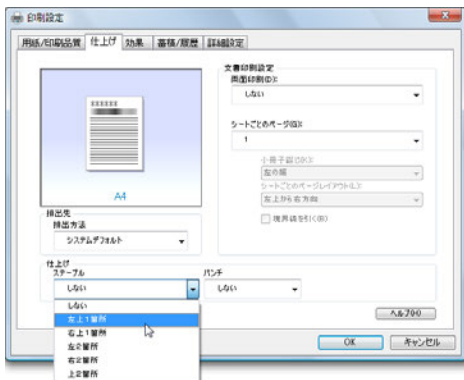 印刷設定
用紙/印刷品質 仕上げ 効果 蓄積/履歴 詳細設定
A4
排出先
排出方法
システムデフォルト
文書印刷設定
両面印刷(D):
しない
シートごとのページ(G):
1
小冊子綴じ(K):
左の端
シートごとのページレイアウト(L):
左上から右方向
境界線を引く(B)
仕上げ
ステープル
しない
パンチ
しない
しない
左上1箇所
右上1箇所
左2箇所
右2箇所
上2箇所
ヘルプ(H)
OK キャンセル